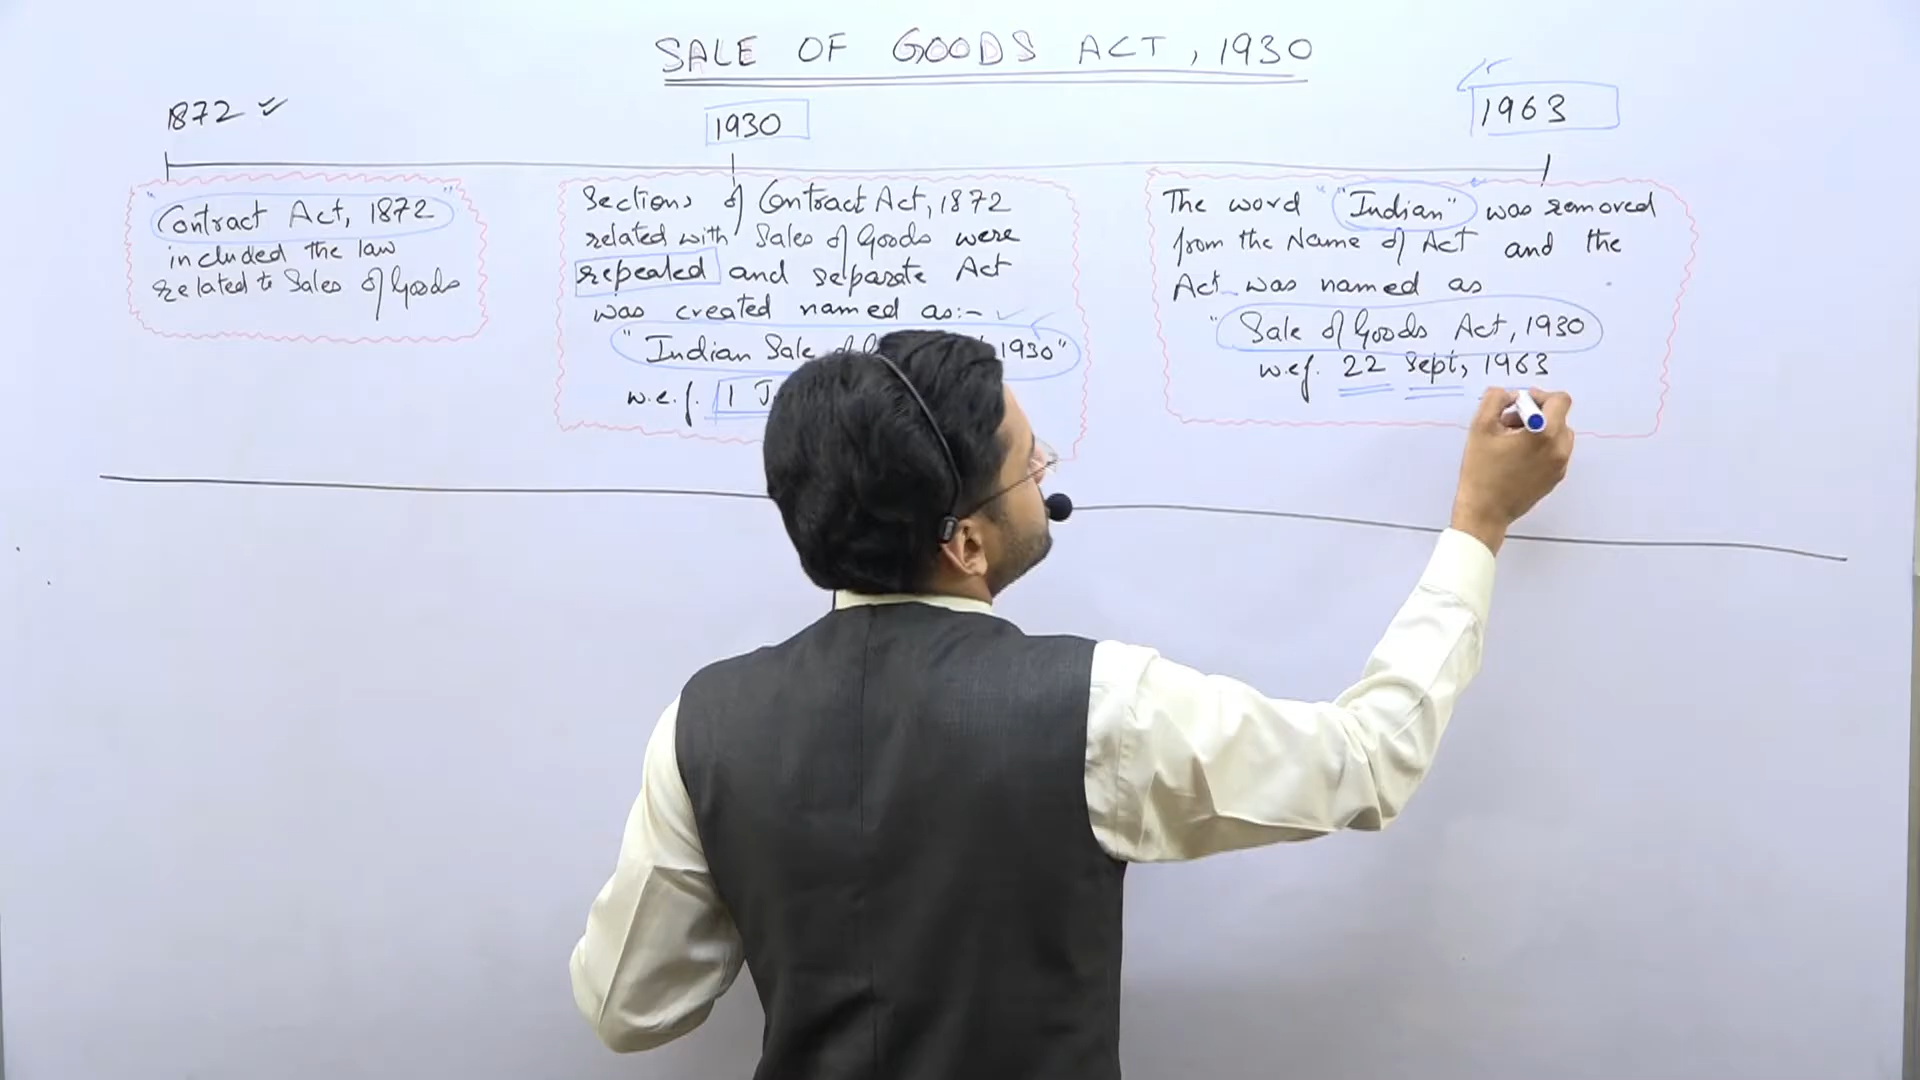 SALE OF GOODS ACT, 1930
1872
1930
1963
"Contract Act, 1872"
included the law
related to Sales of Goods
Sections of Contract Act, 1872
related with Sales of Goods were
repealed and separate Act
was created named as:-
"Indian Sale 1930"
w.e.f. 1
The word "Indian" was removed
from the Name of Act and the
Act was named as
"Sale of Goods Act, 1930
w.e.f. 22 Sept, 1963